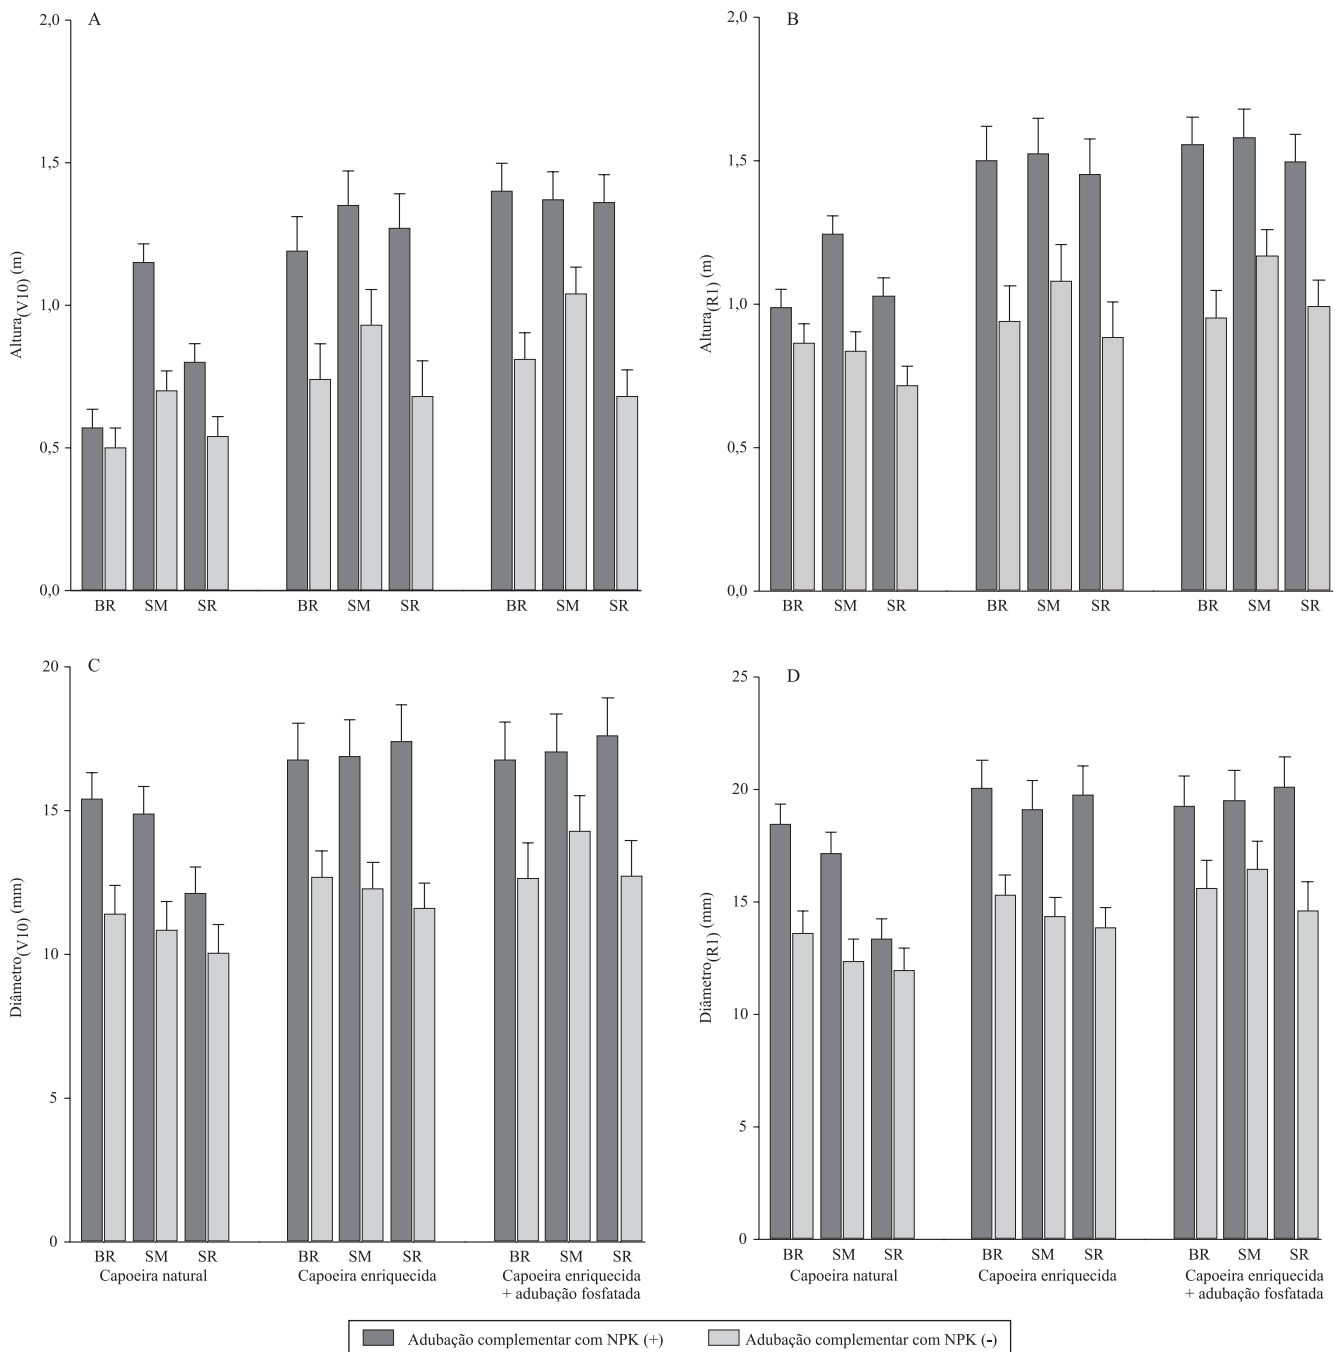 A
2,0
1,5
1,0
0,5
0,0
Altura(V10) (m)
BR SM SR BR SM SR BR SM SR
B
2,0
1,5
1,0
0,5
0,0
Altura(R1) (m)
BR SM SR BR SM SR BR SM SR
C
20
15
10
5
0
Diâmetro(V10) (mm)
BR SM SR BR SM SR BR SM SR
Capoeira natural Capoeira enriquecida Capoeira enriquecida
+ adubação fosfatada
D
25
20
15
10
5
0
Diâmetro(R1) (mm)
BR SM SR BR SM SR BR SM SR
Capoeira natural Capoeira enriquecida Capoeira enriquecida
+ adubação fosfatada
Adubação complementar com NPK (+) Adubação complementar com NPK (-)